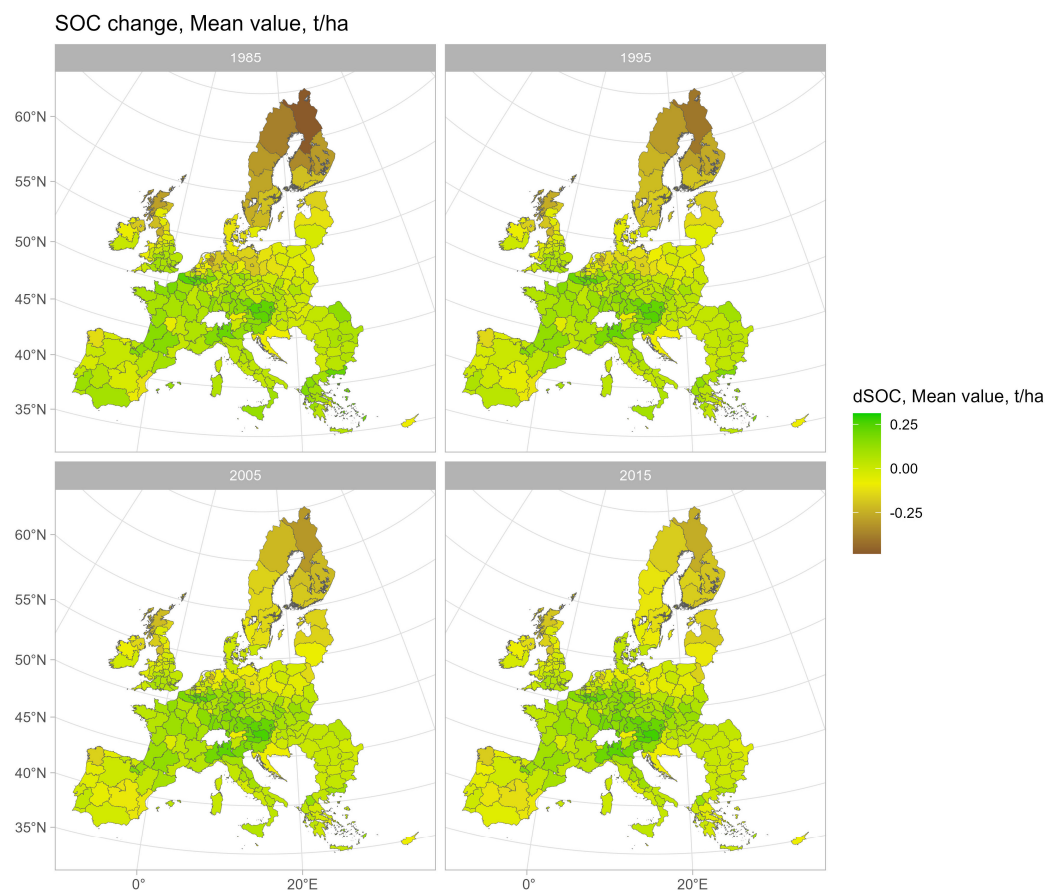 SOC change, Mean value, t/ha
1985
1995
60°N
55°N
50°N
45°N
40°N
35°N
dSOC, Mean value, t/ha
0.25
0.00
-0.25
2005
2015
60°N
55°N
50°N
45°N
40°N
35°N
0°
20°E
0°
20°E